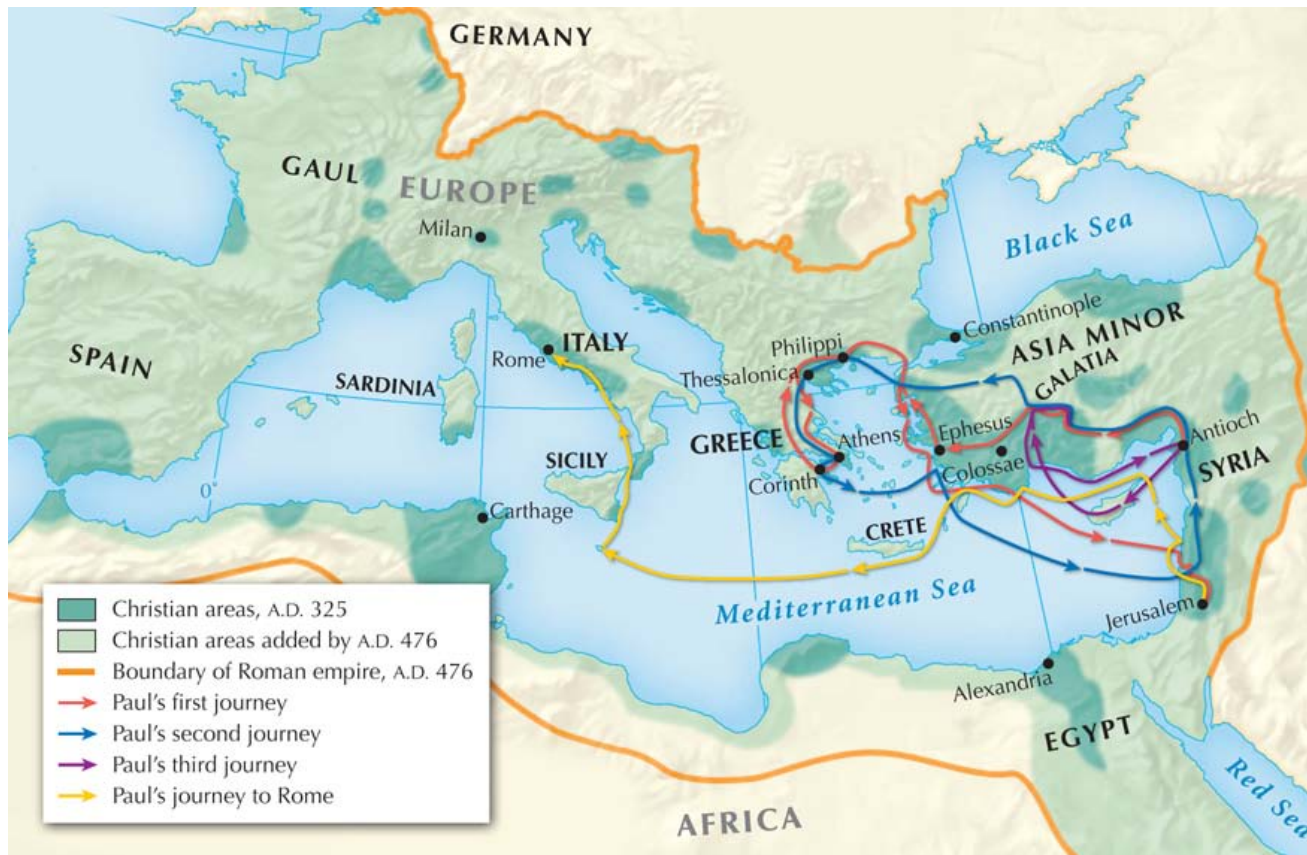 GERMANY
GAUL
EUROPE
Milan
Black Sea
Constantinople
ITALY
ASIA MINOR
Philippi
Rome
SPAIN
Thessalonica
GALATIA
SARDINIA
Ephesus
Antioch
GREECE
Athens
SICILY
Colossae
SYRIA
Corinth
0°
Carthage
CRETE
Mediterranean Sea
Jerusalem
Alexandria
EGYPT
Red Sea
AFRICA
Christian areas, A.D. 325
Christian areas added by A.D. 476
Boundary of Roman empire, A.D. 476
Paul's first journey
Paul's second journey
Paul's third journey
Paul's journey to Rome